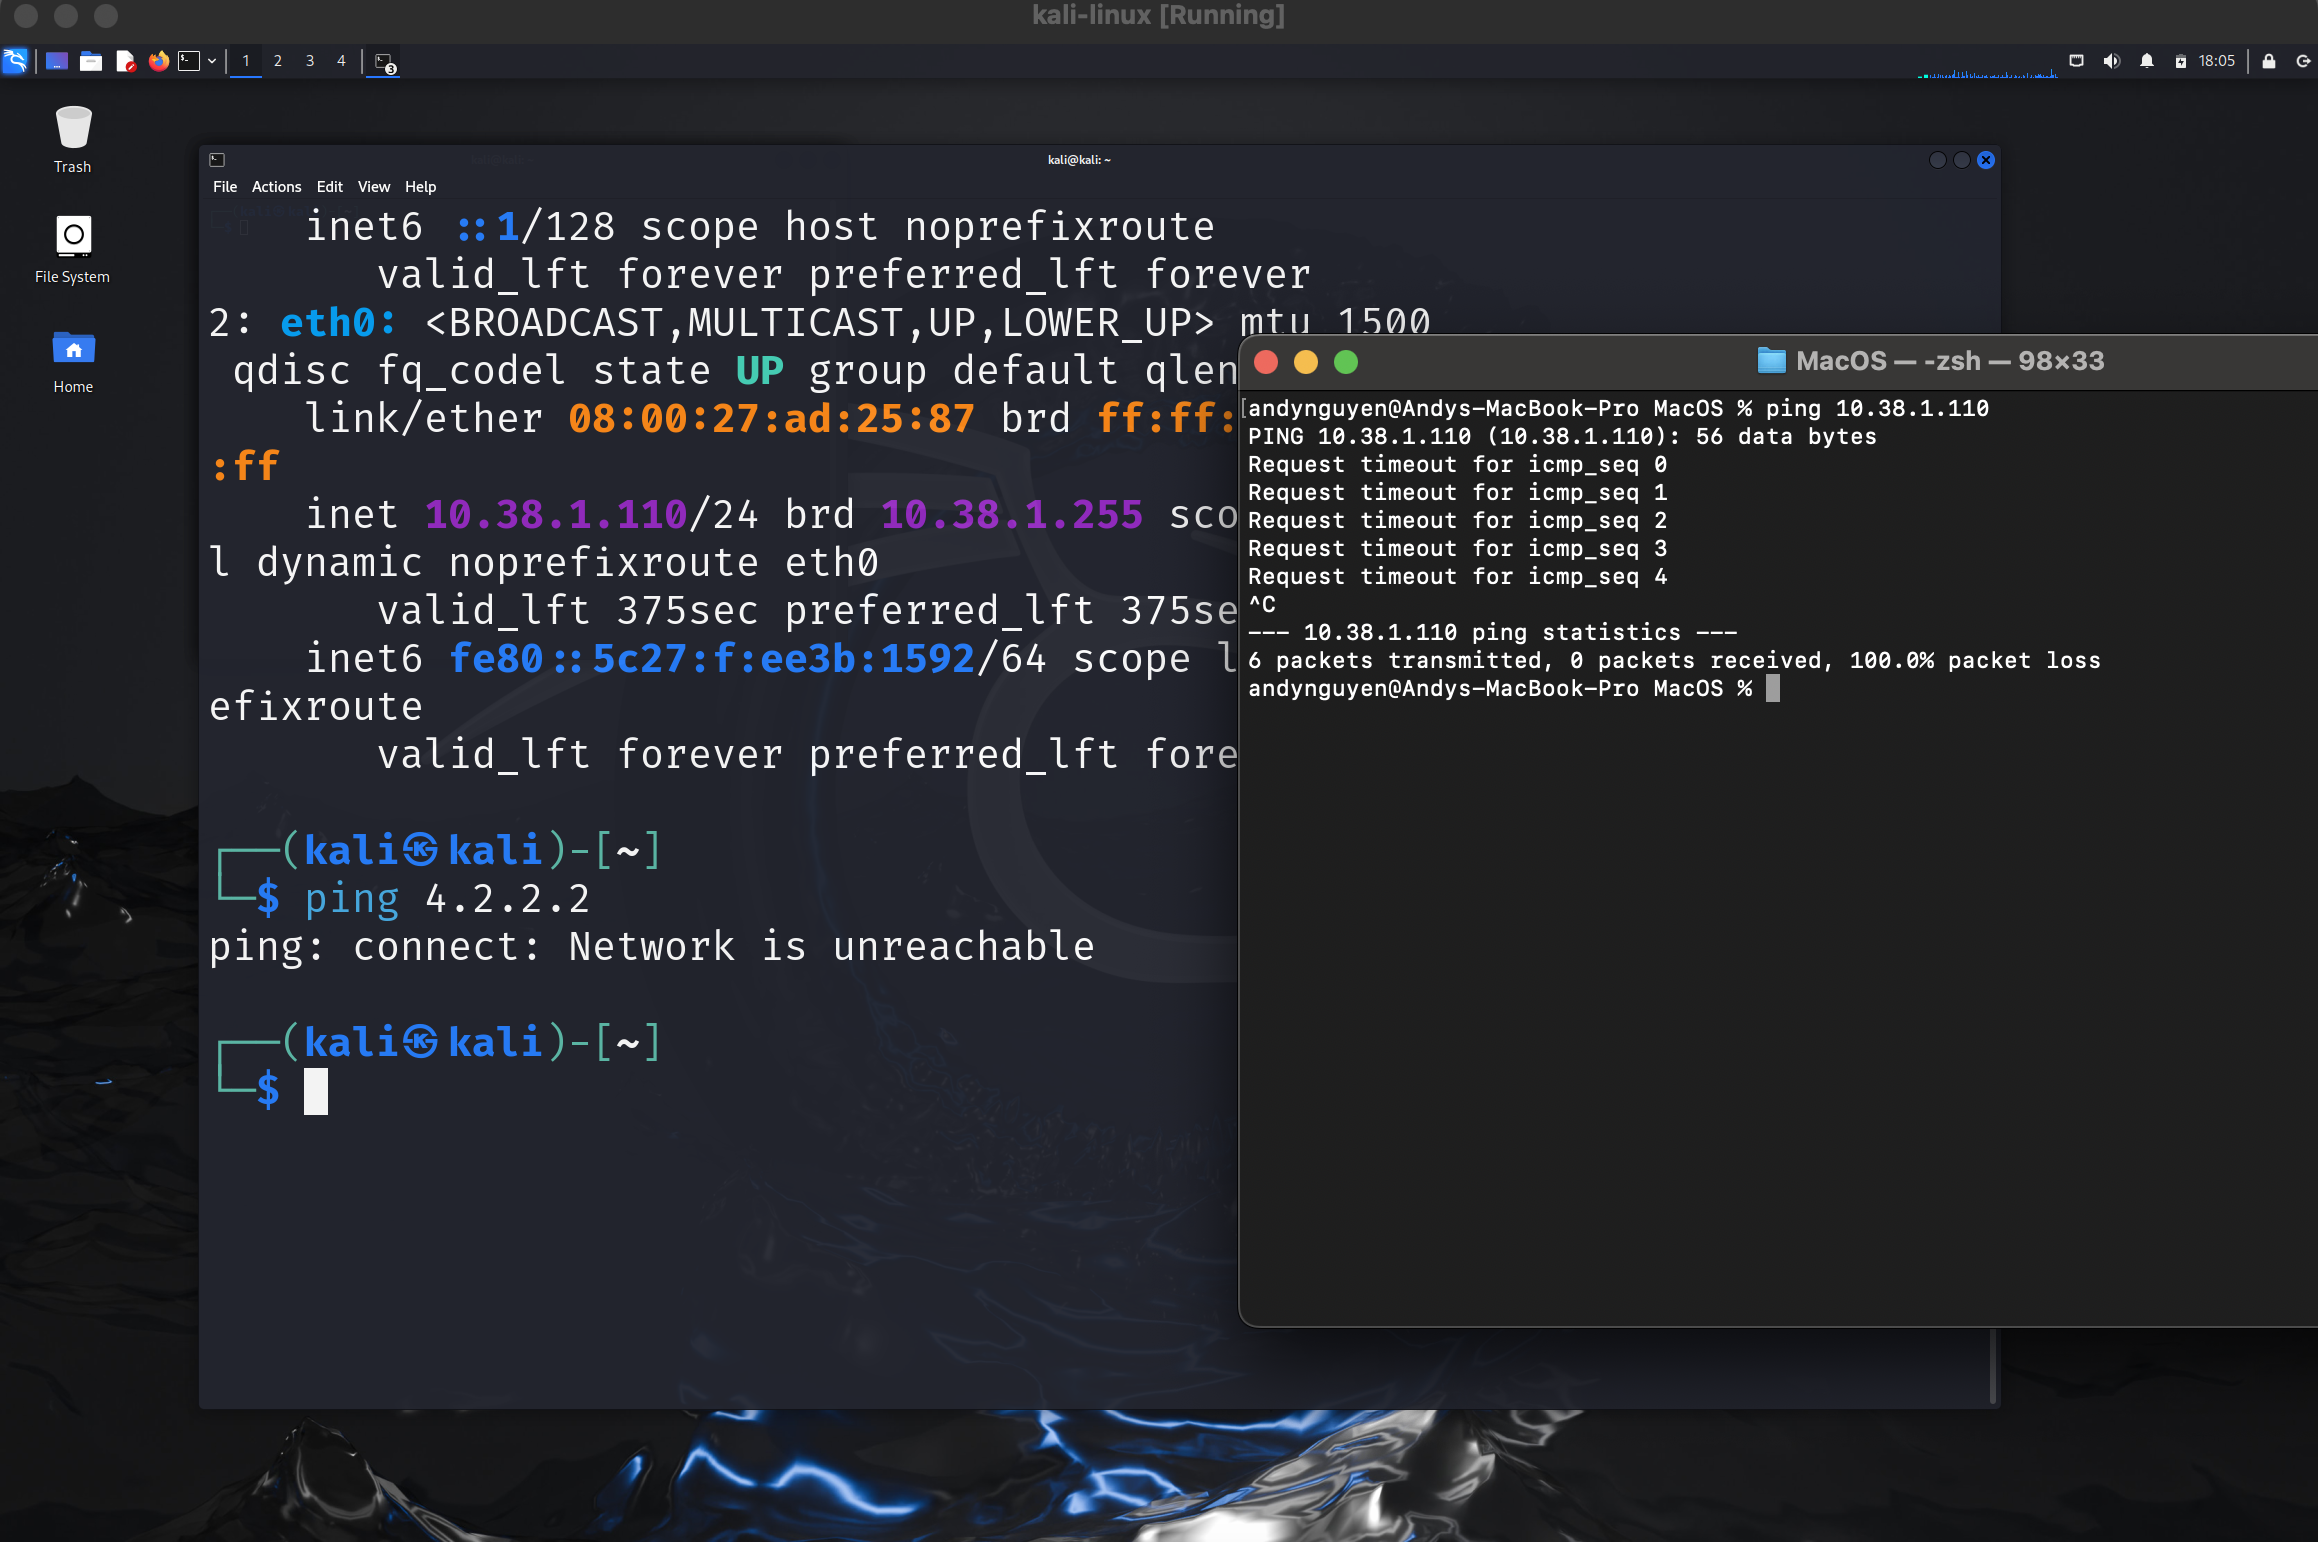 kali-linux [Running]
1 2 3 4
3
18:05
Trash
File System
Home
kali@kali: ~
File Actions Edit View Help
inet6 ::1/128 scope host noprefixroute
valid_lft forever preferred_lft forever
2: eth0: <BROADCAST,MULTICAST,UP,LOWER_UP> mtu 1500
qdisc fq_codel state UP group default qlen
link/ether 08:00:27:ad:25:87 brd ff:ff:
:ff
inet 10.38.1.110/24 brd 10.38.1.255 sco
l dynamic noprefixroute eth0
valid_lft 375sec preferred_lft 375se
inet6 fe80::5c27:f:ee3b:1592/64 scope l
efixroute
valid_lft forever preferred_lft fore
┌──(kali㉿kali)-[~]
└─$ ping 4.2.2.2
ping: connect: Network is unreachable
┌──(kali㉿kali)-[~]
└─$
MacOS — -zsh — 98×33
[andynguyen@Andys-MacBook-Pro MacOS % ping 10.38.1.110
PING 10.38.1.110 (10.38.1.110): 56 data bytes
Request timeout for icmp_seq 0
Request timeout for icmp_seq 1
Request timeout for icmp_seq 2
Request timeout for icmp_seq 3
Request timeout for icmp_seq 4
^C
--- 10.38.1.110 ping statistics ---
6 packets transmitted, 0 packets received, 100.0% packet loss
andynguyen@Andys-MacBook-Pro MacOS %